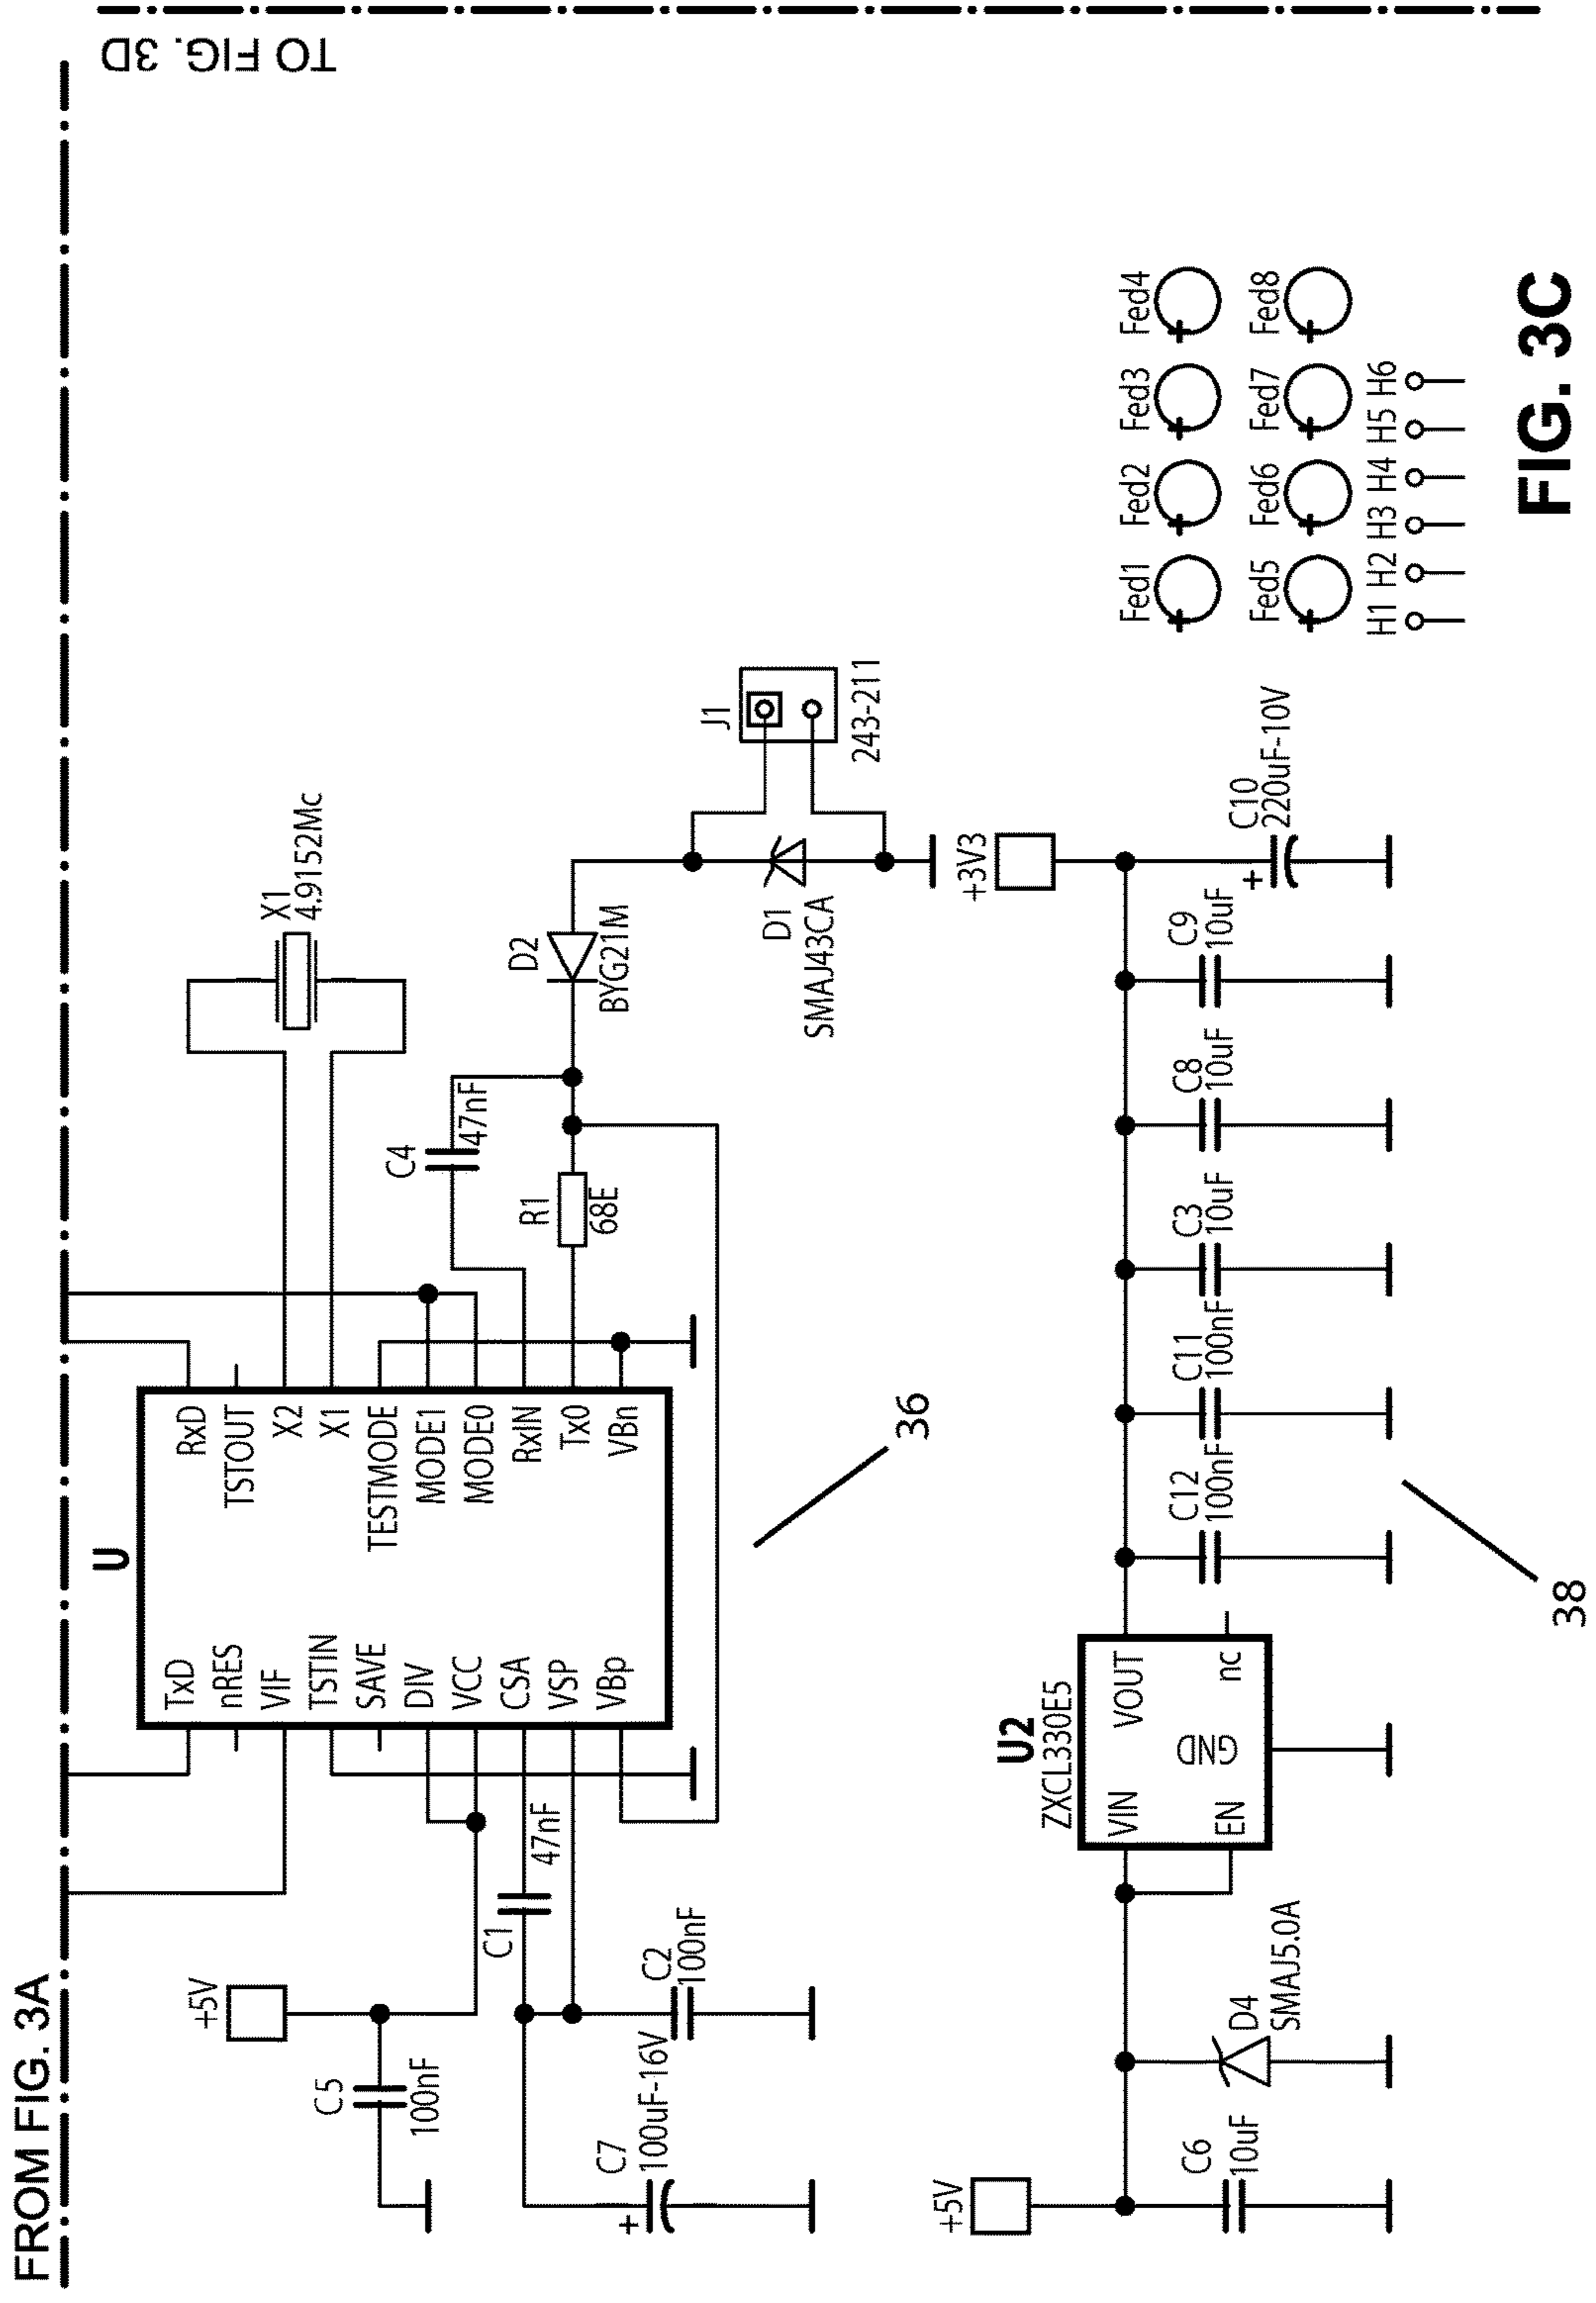 FROM FIG. 3A
TO FIG. 3D
U
TxD
nRES
VIF
TSTIN
SAVE
DIV
VCC
CSA
VSP
VBp
RxD
TSTOUT
X2
X1
TESTMODE
MODE1
MODE0
RxIN
Tx0
VBn
+5V
C5
100nF
C7
100uF-16V
C1
47nF
C2
100nF
X1
4.9152Mc
C4
47nF
R1
68E
D2
BYG21M
D1
SMAJ43CA
J1
243-211
36
+5V
C6
10uF
D4
SMAJ5.0A
U2
ZXCL330E5
VIN
VOUT
EN
GND
nc
C12
100nF
C11
100nF
C3
10uF
C8
10uF
C9
10uF
+3V3
C10
220uF-10V
38
Fed1 Fed2 Fed3 Fed4
Fed5 Fed6 Fed7 Fed8
H1 H2 H3 H4 H5 H6
FIG. 3C